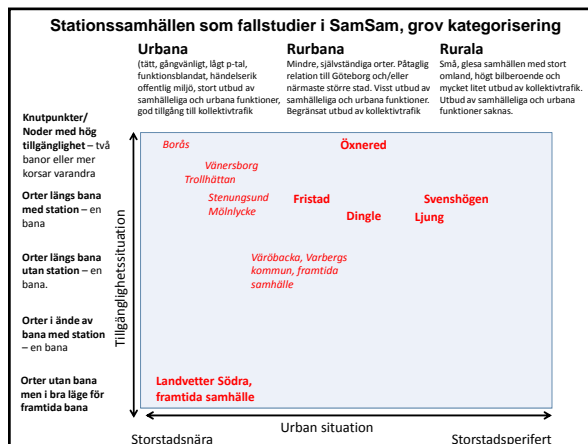 Stationssamhällen som fallstudier i SamSam, grov kategorisering
Urbana
(tätt, gångvänligt, lågt p-tal,
funktionsblandat, händelserik
offentlig miljö, stort utbud av
samhälleliga och urbana funktioner,
god tillgång till kollektivtrafik
Rurbana
Mindre, självständiga orter. Påtaglig
relation till Göteborg och/eller
närmaste större stad. Visst utbud av
samhälleliga och urbana funktioner.
Begränsat utbud av kollektivtrafik
Rurala
Små, glesa samhällen med stort
omland, högt bilberoende och
mycket litet utbud av kollektivtrafik.
Utbud av samhälleliga och urbana
funktioner saknas.
Knutpunkter/
Noder med hög
tillgänglighet – två
banor eller mer
korsar varandra
Orter längs bana
med station – en
bana
Orter längs bana
utan station – en
bana.
Orter i ände av
bana med station
– en bana
Orter utan bana
men i bra läge för
framtida bana
Tillgänglighetssituation
Borås
Öxnered
Vänersborg
Trollhättan
Stenungsund
Mölnlycke
Fristad
Svenshögen
Dingle
Ljung
Väröbacka, Varbergs
kommun, framtida
samhälle
Landvetter Södra,
framtida samhälle
Urban situation
Storstadsnära
Storstadsperifert